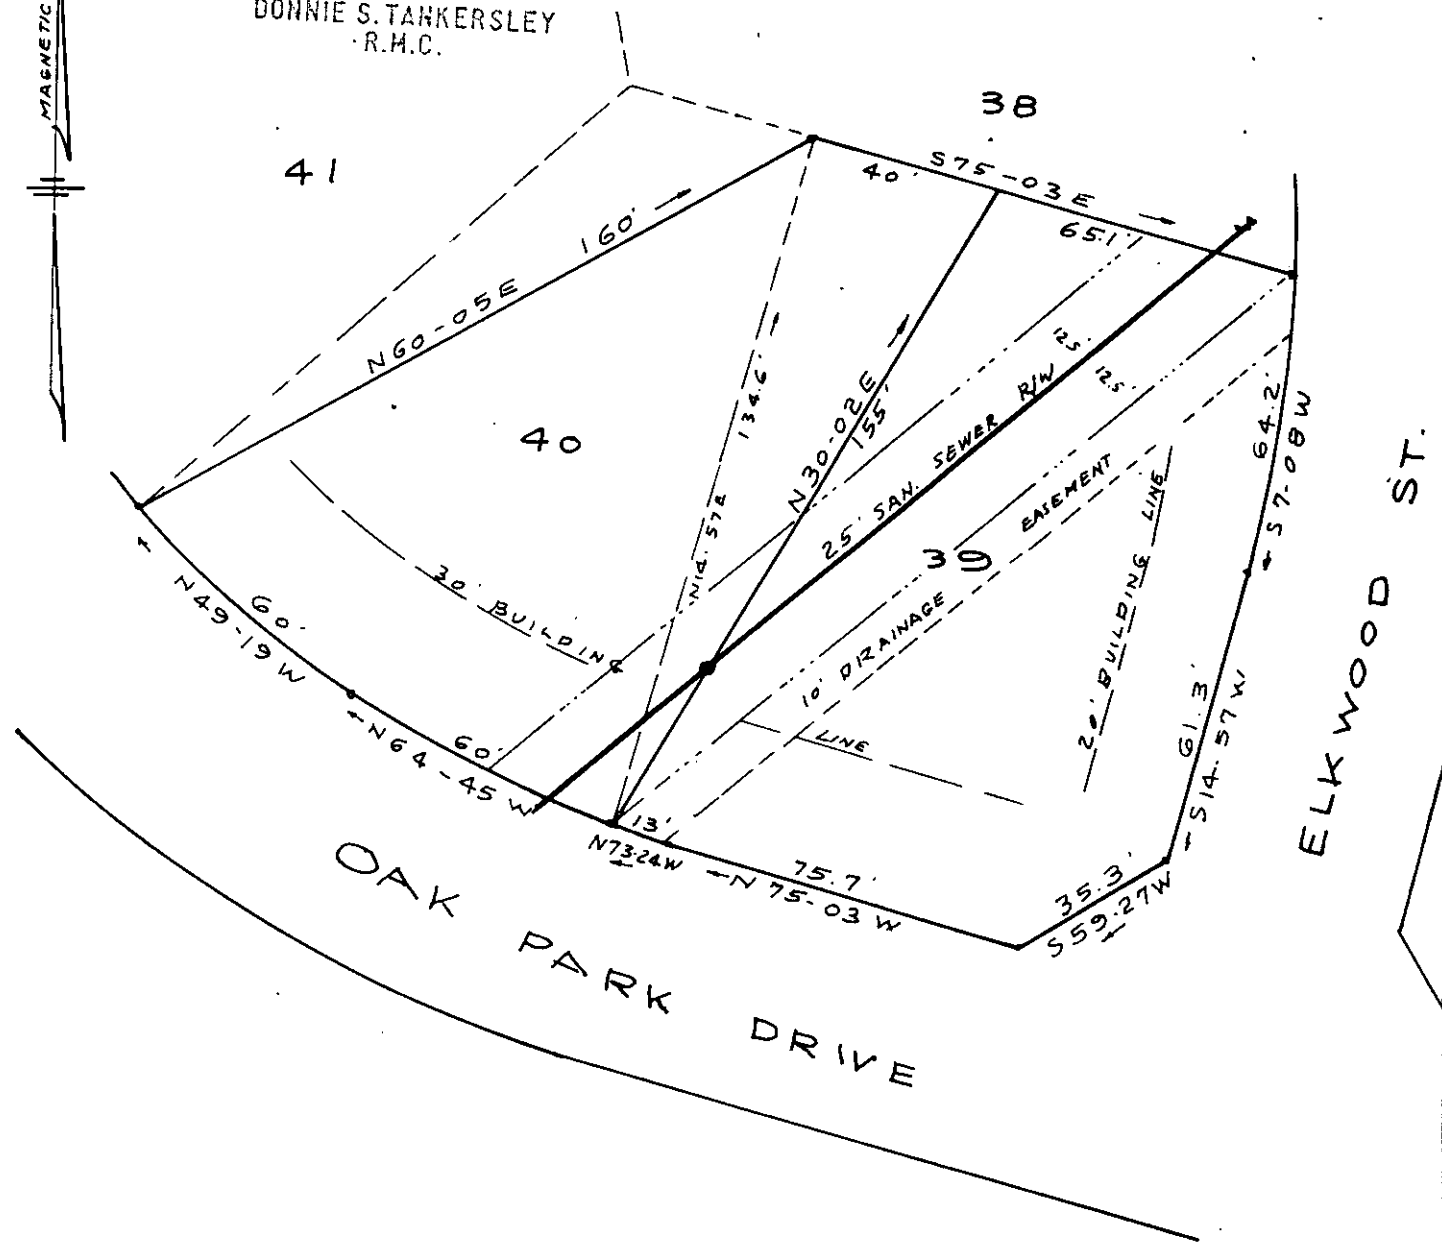 MAGNETIC
DONNIE S. TANKERSLEY
R.M.C.
38
41
S75-03E
40'
65.1'
N60-05E 160'
134.6'
N14-57E
N30-02E
155'
12.5'
12.5'
25' SAN. SEWER R/W
40
39
10' DRAINAGE EASEMENT
20' BUILDING LINE
30' BUILDING
LINE
64.2'
S7-08W
61.3'
S14-57W
60'
N49-19W
60'
N64-45W
13'
N73-24W
75.7'
N75-03W
35.3'
S59-27W
OAK PARK DRIVE
ELKWOOD ST.